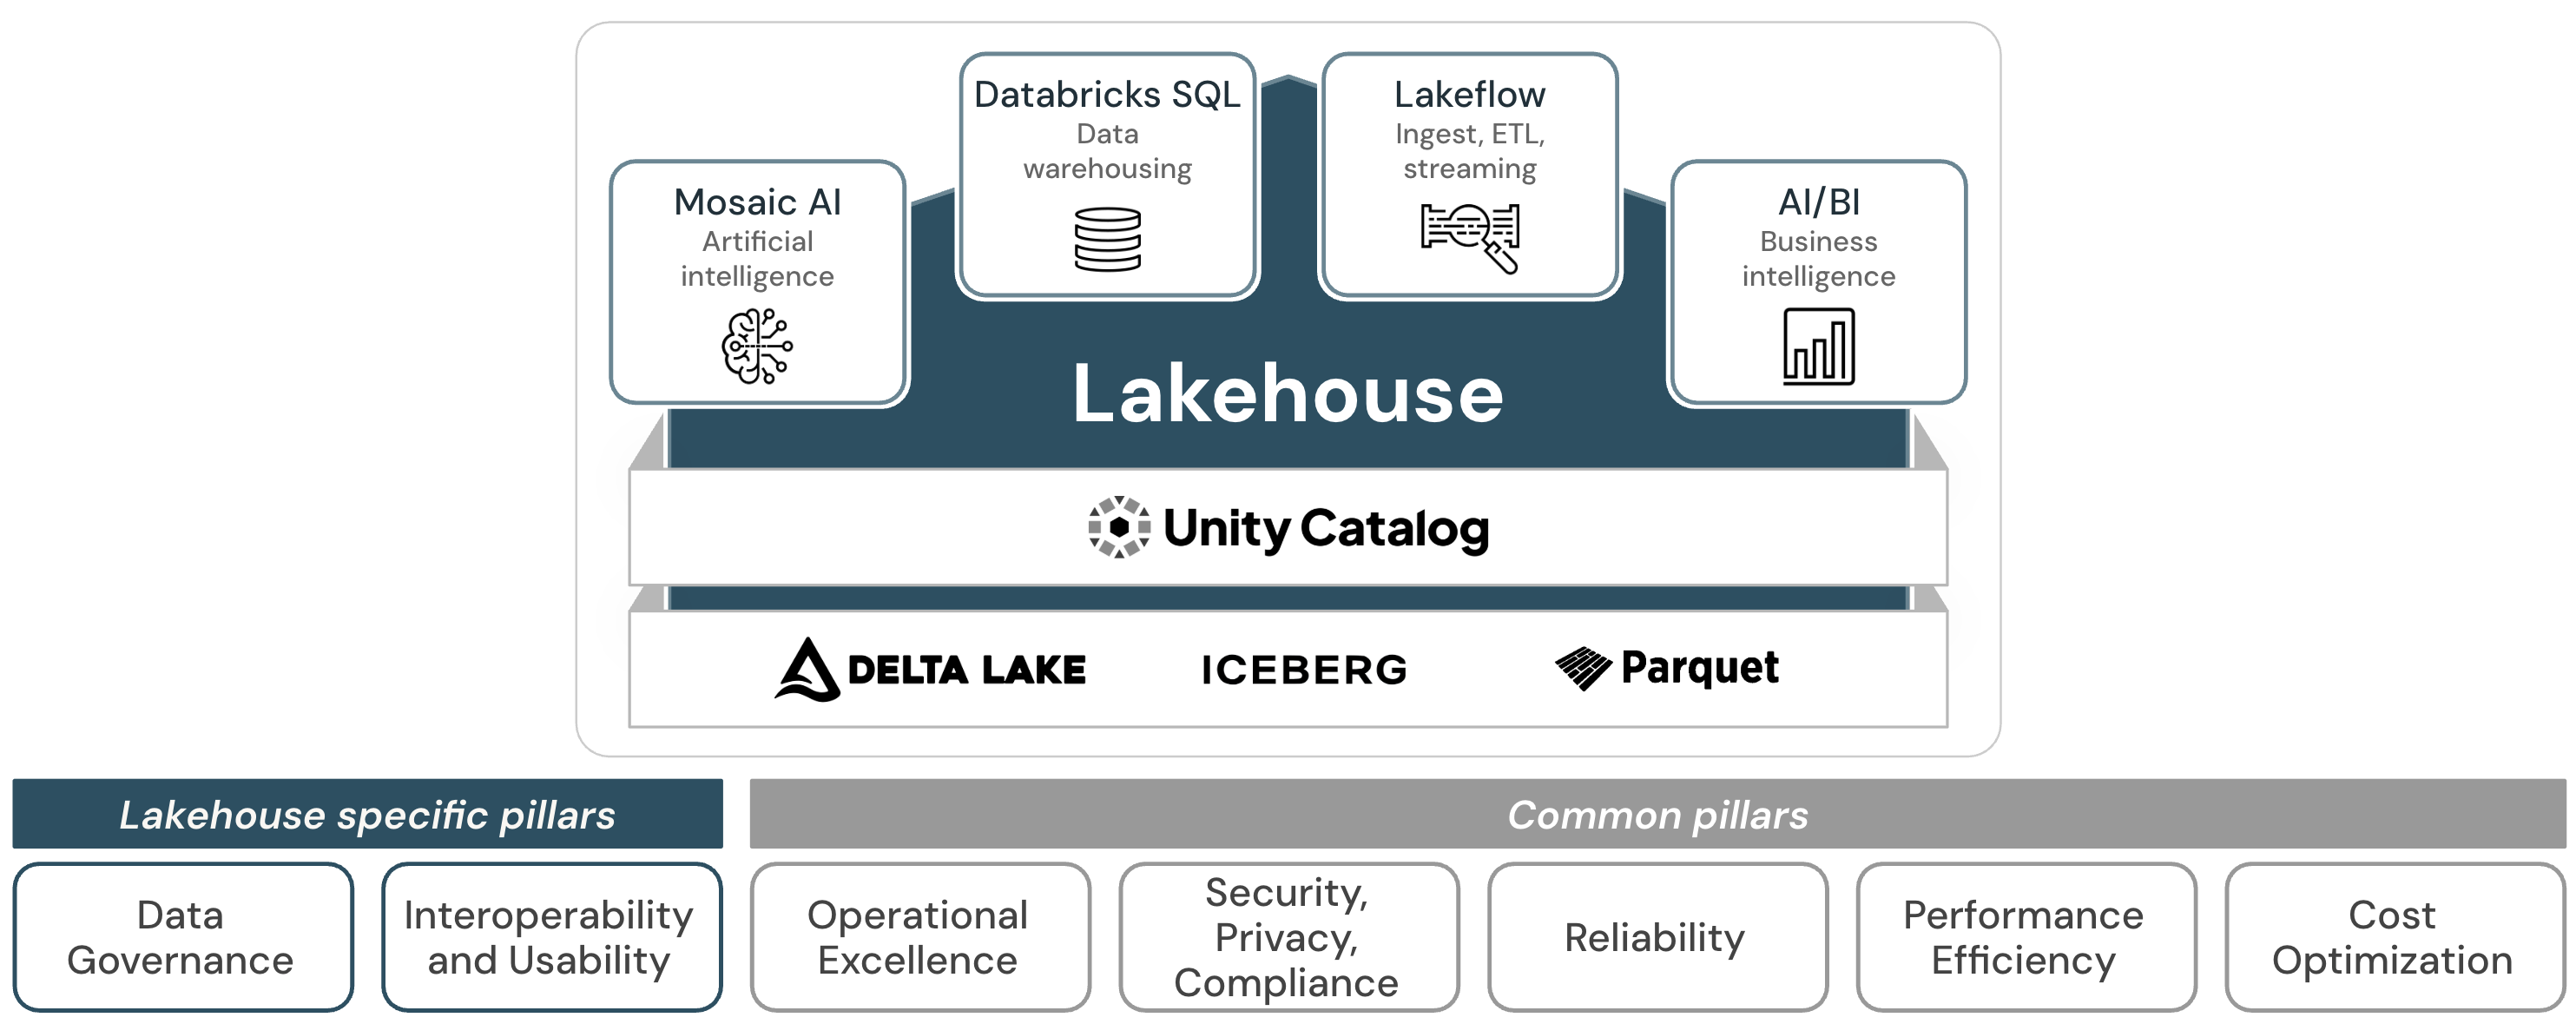 Databricks SQL
Data
warehousing
Lakeflow
Ingest, ETL,
streaming
Mosaic AI
Artificial
intelligence
AI/BI
Business
intelligence
Lakehouse
Unity Catalog
DELTA LAKE
ICEBERG
Parquet
Lakehouse specific pillars
Common pillars
Data
Governance
Interoperability
and Usability
Operational
Excellence
Security,
Privacy,
Compliance
Reliability
Performance
Efficiency
Cost
Optimization